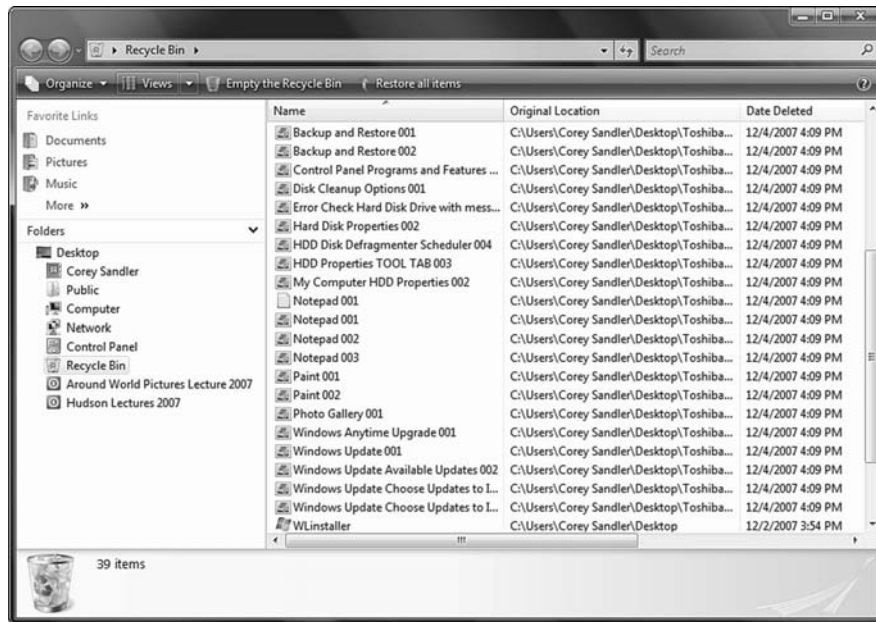 Recycle Bin
Search
Organize Views Empty the Recycle Bin Restore all items
Favorite Links
Documents
Pictures
Music
More »
Folders
Desktop
Corey Sandler
Public
Computer
Network
Control Panel
Recycle Bin
Around World Pictures Lecture 2007
Hudson Lectures 2007
Name Original Location Date Deleted
Backup and Restore 001 C:\Users\Corey Sandler\Desktop\Toshiba... 12/4/2007 4:09 PM
Backup and Restore 002 C:\Users\Corey Sandler\Desktop\Toshiba... 12/4/2007 4:09 PM
Control Panel Programs and Features ... C:\Users\Corey Sandler\Desktop\Toshiba... 12/4/2007 4:09 PM
Disk Cleanup Options 001 C:\Users\Corey Sandler\Desktop\Toshiba... 12/4/2007 4:09 PM
Error Check Hard Disk Drive with mess... C:\Users\Corey Sandler\Desktop\Toshiba... 12/4/2007 4:09 PM
Hard Disk Properties 002 C:\Users\Corey Sandler\Desktop\Toshiba... 12/4/2007 4:09 PM
HDD Disk Defragmenter Scheduler 004 C:\Users\Corey Sandler\Desktop\Toshiba... 12/4/2007 4:09 PM
HDD Properties TOOL TAB 003 C:\Users\Corey Sandler\Desktop\Toshiba... 12/4/2007 4:09 PM
My Computer HDD Properties 002 C:\Users\Corey Sandler\Desktop\Toshiba... 12/4/2007 4:09 PM
Notepad 001 C:\Users\Corey Sandler\Desktop\Toshiba... 12/4/2007 4:09 PM
Notepad 001 C:\Users\Corey Sandler\Desktop\Toshiba... 12/4/2007 4:09 PM
Notepad 002 C:\Users\Corey Sandler\Desktop\Toshiba... 12/4/2007 4:09 PM
Notepad 003 C:\Users\Corey Sandler\Desktop\Toshiba... 12/4/2007 4:09 PM
Paint 001 C:\Users\Corey Sandler\Desktop\Toshiba... 12/4/2007 4:09 PM
Paint 002 C:\Users\Corey Sandler\Desktop\Toshiba... 12/4/2007 4:09 PM
Photo Gallery 001 C:\Users\Corey Sandler\Desktop\Toshiba... 12/4/2007 4:09 PM
Windows Anytime Upgrade 001 C:\Users\Corey Sandler\Desktop\Toshiba... 12/4/2007 4:09 PM
Windows Update 001 C:\Users\Corey Sandler\Desktop\Toshiba... 12/4/2007 4:09 PM
Windows Update Available Updates 002 C:\Users\Corey Sandler\Desktop\Toshiba... 12/4/2007 4:09 PM
Windows Update Choose Updates to I... C:\Users\Corey Sandler\Desktop\Toshiba... 12/4/2007 4:09 PM
Windows Update Choose Updates to I... C:\Users\Corey Sandler\Desktop\Toshiba... 12/4/2007 4:09 PM
WLinstaller C:\Users\Corey Sandler\Desktop 12/2/2007 3:54 PM
39 items